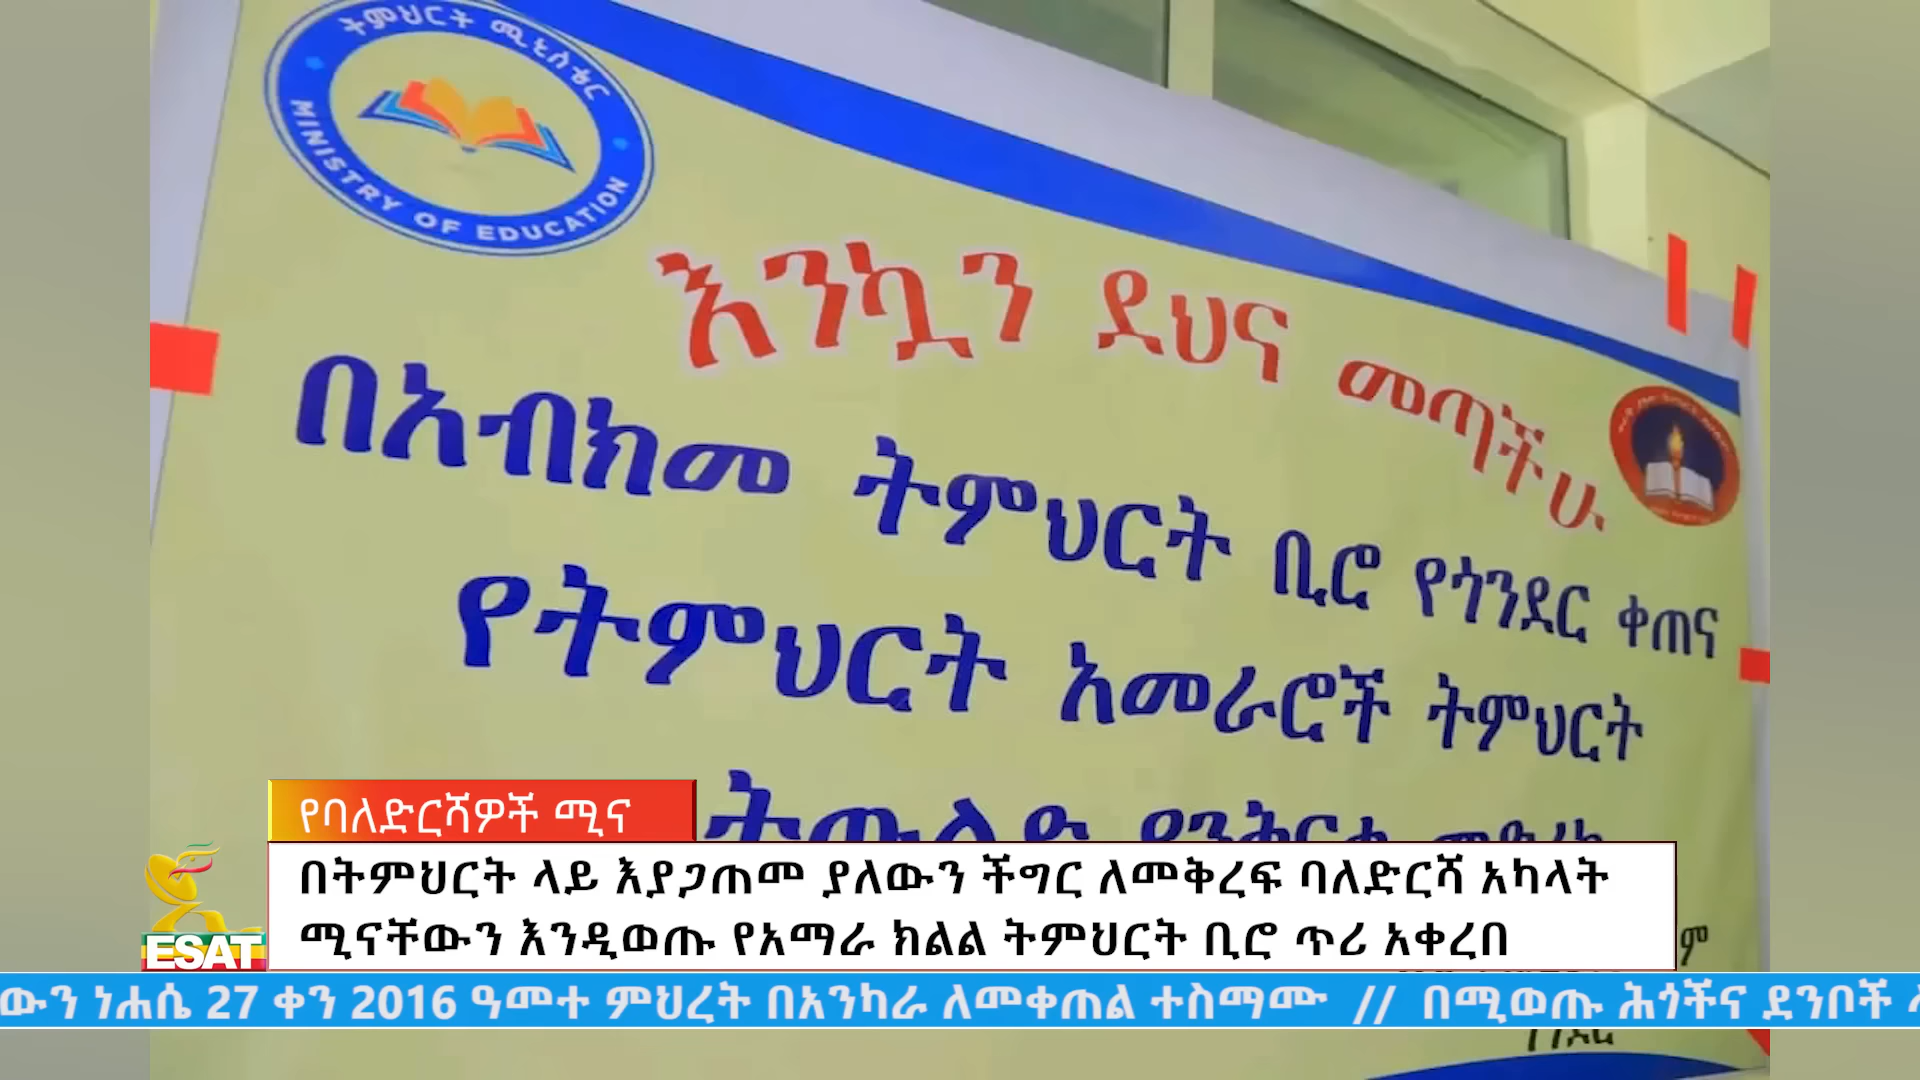 ትምህርት ሚኒስቴር
MINISTRY OF EDUCATION
እንኳን ደህና መጣችሁ
በአብክመ ትምህርት ቢሮ የጎንደር ቀጠና
የትምህርት አመራሮች ትምህርት
ትውልድ
የባለድርሻዎች ሚና
በትምህርት ላይ እያጋጠመ ያለውን ችግር ለመቅረፍ ባለድርሻ አካላት
ሚናቸውን እንዲወጡ የአማራ ክልል ትምህርት ቢሮ ጥሪ አቀረበ
ESAT
ውን ነሐሴ 27 ቀን 2016 ዓመተ ምህረት በአንካራ ለመቀጠል ተስማሙ // በሚወጡ ሕጎችና ደንቦች